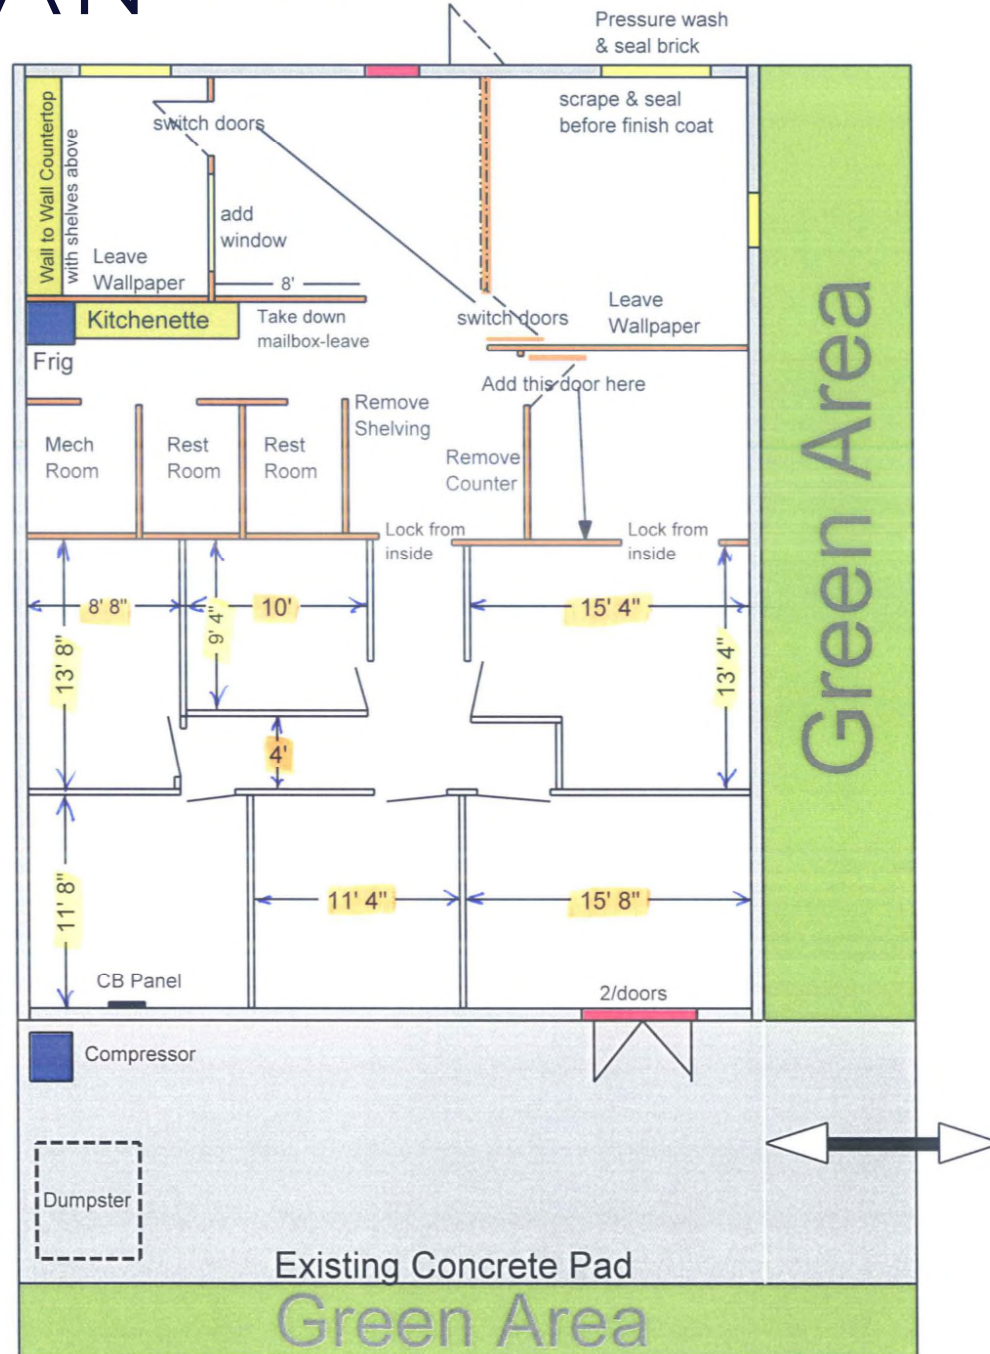 Pressure wash
& seal brick
scrape & seal
before finish coat
switch doors
Wall to Wall Countertop
with shelves above
add
window
Leave
Wallpaper
8'
Kitchenette
Take down
mailbox-leave
switch doors
Leave
Wallpaper
Frig
Add this door here
Remove
Shelving
Mech
Room
Rest
Room
Rest
Room
Remove
Counter
Lock from
inside
Lock from
inside
8' 8"
10'
9' 4"
15' 4"
13' 8"
13' 4"
4'
11' 8"
11' 4"
15' 8"
CB Panel
2/doors
Compressor
Dumpster
Existing Concrete Pad
Green Area
Green Area